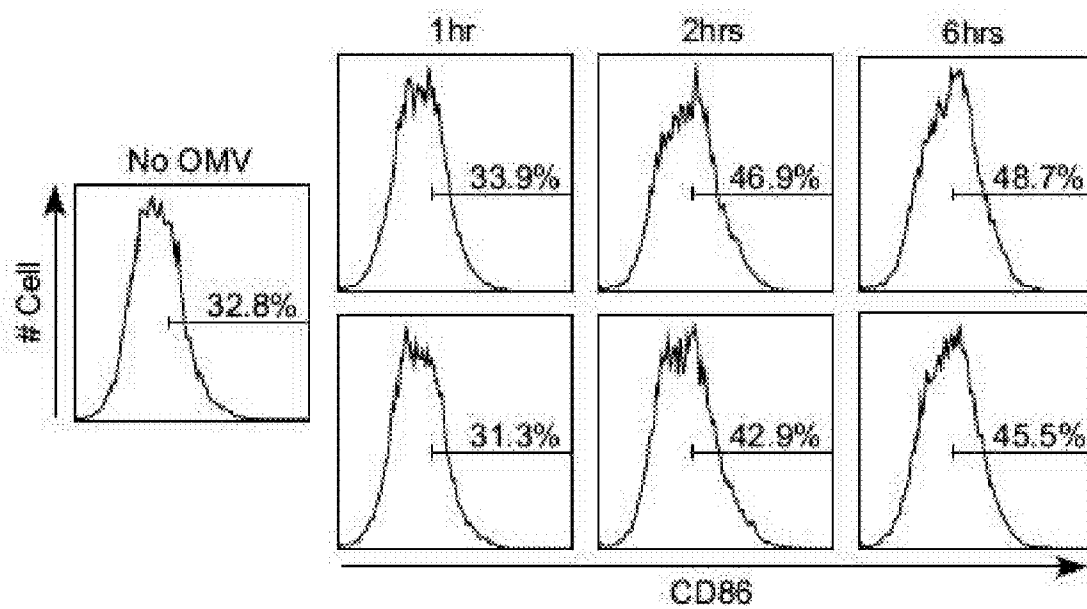 1hr
2hrs
6hrs
No OMV
33.9%
46.9%
48.7%
# Cell
32.8%
31.3%
42.9%
45.5%
CD86